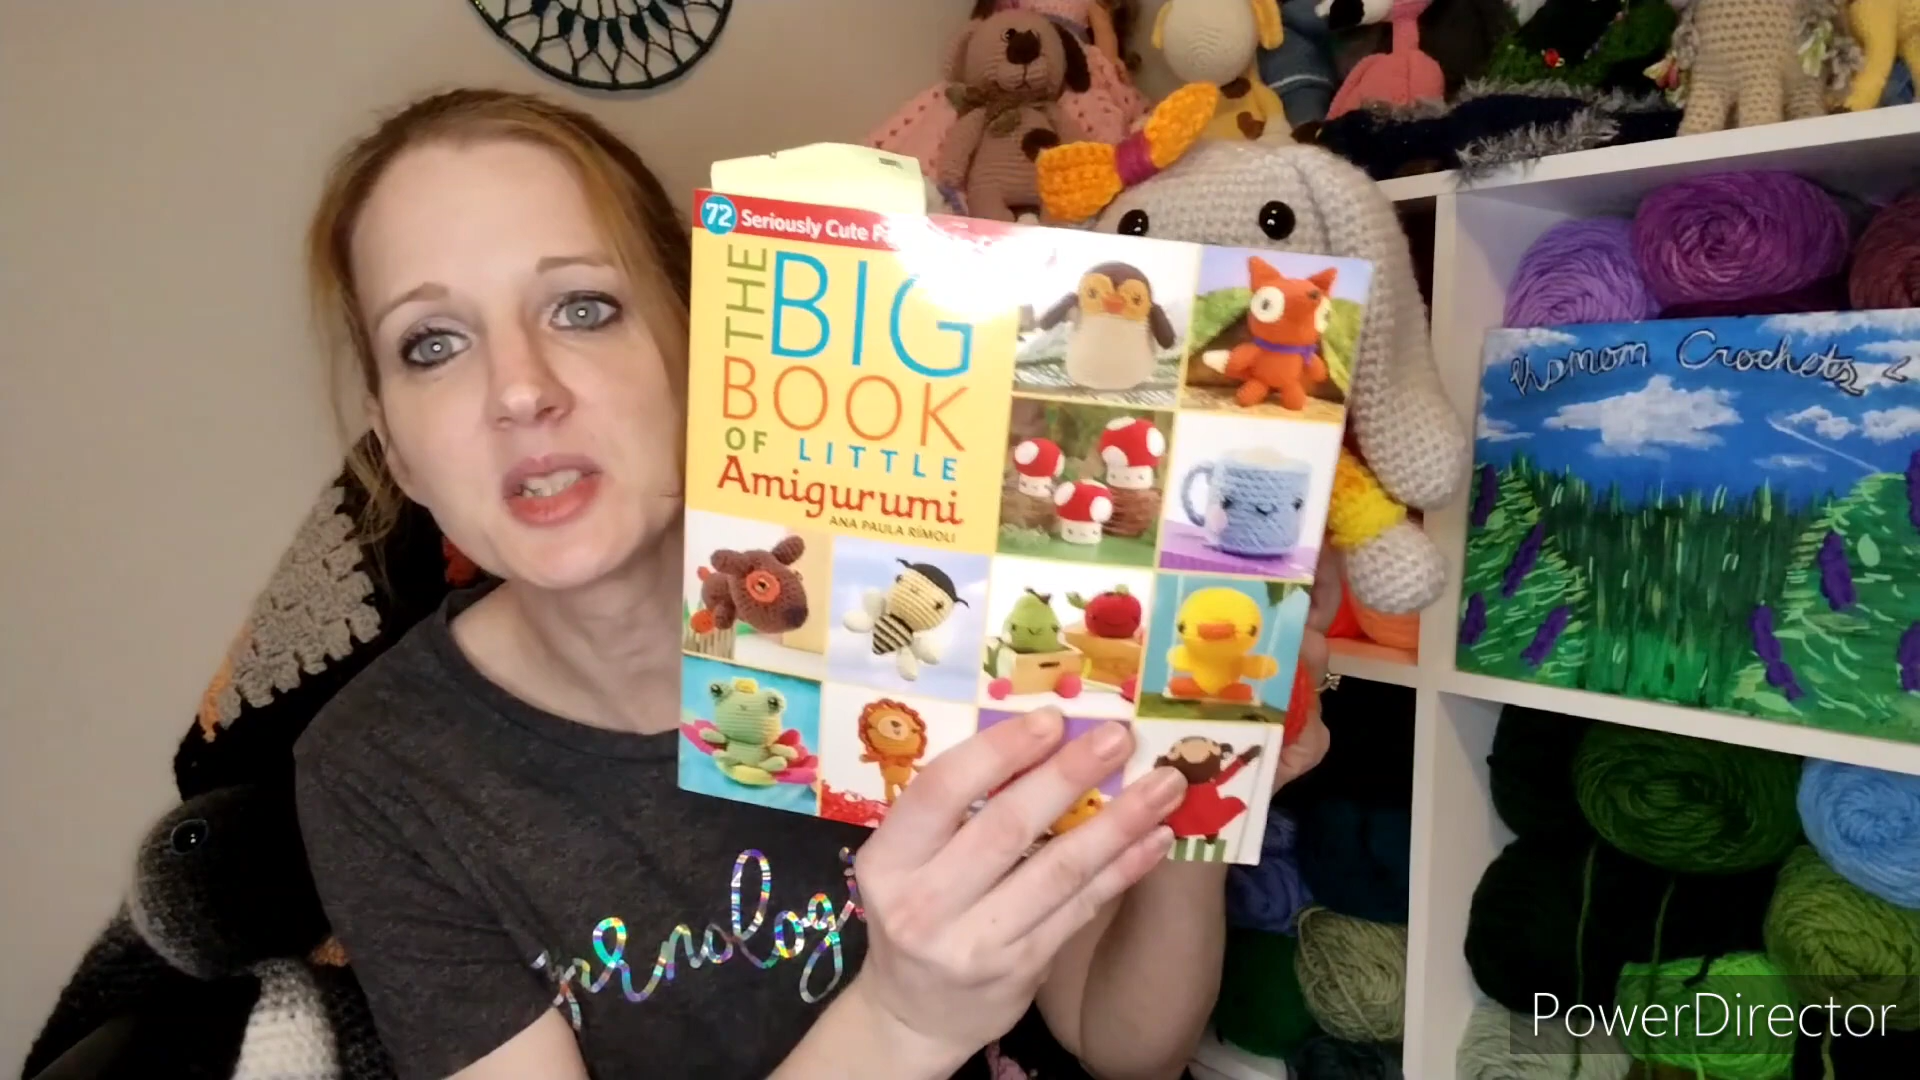 72 Seriously Cute
THE
BIG
BOOK
OF LITTLE
Amigurumi
ANA PAULA RIMOLI
Crochets
PowerDirector